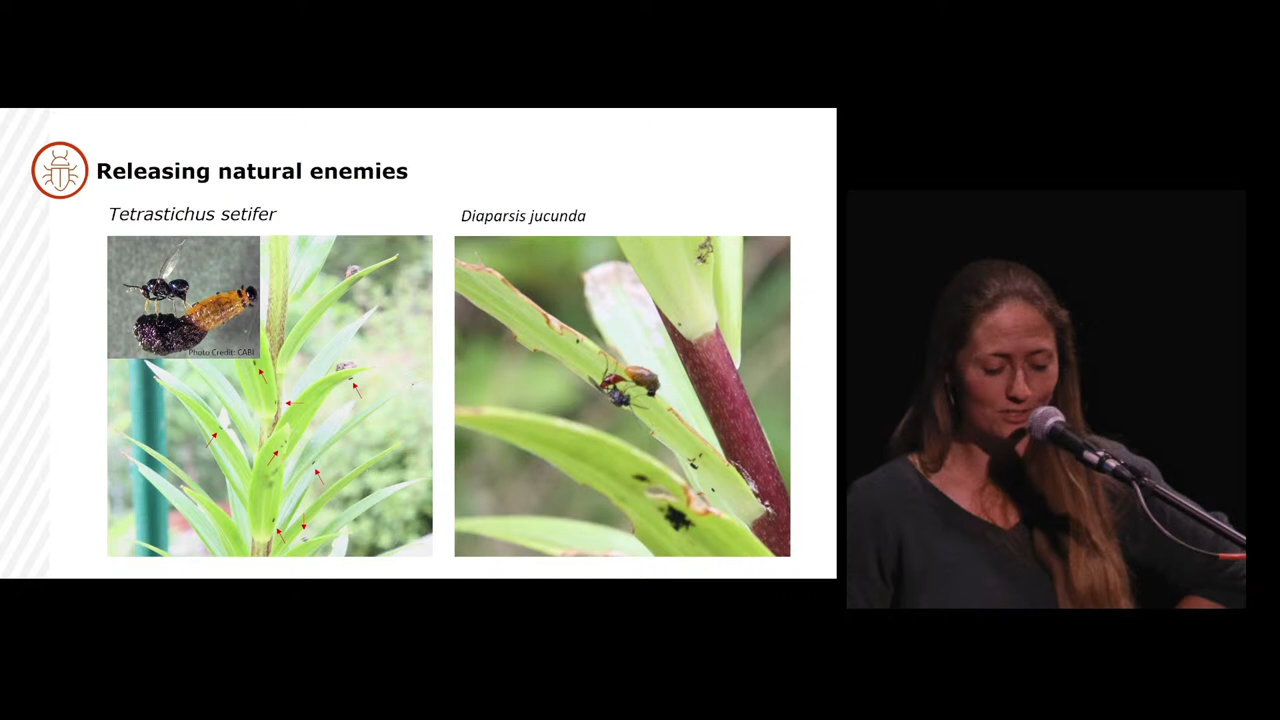 Releasing natural enemies
Tetrastichus setifer
Diaparsis jucunda
Photo Credit: CABI